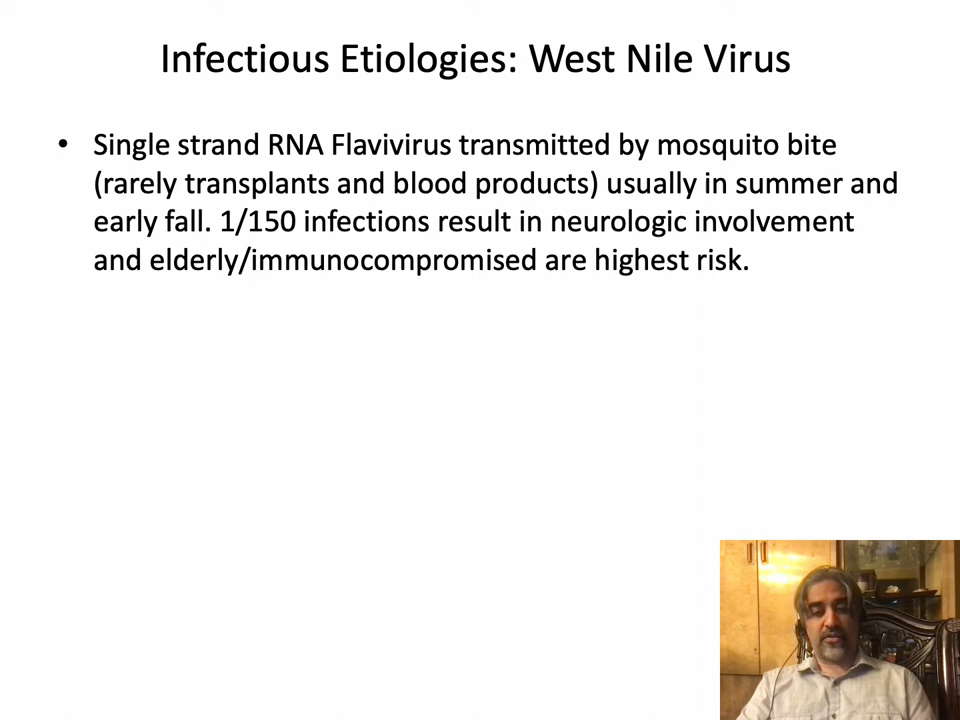 Infectious Etiologies: West Nile Virus
• Single strand RNA Flavivirus transmitted by mosquito bite
(rarely transplants and blood products) usually in summer and
early fall. 1/150 infections result in neurologic involvement
and elderly/immunocompromised are highest risk.